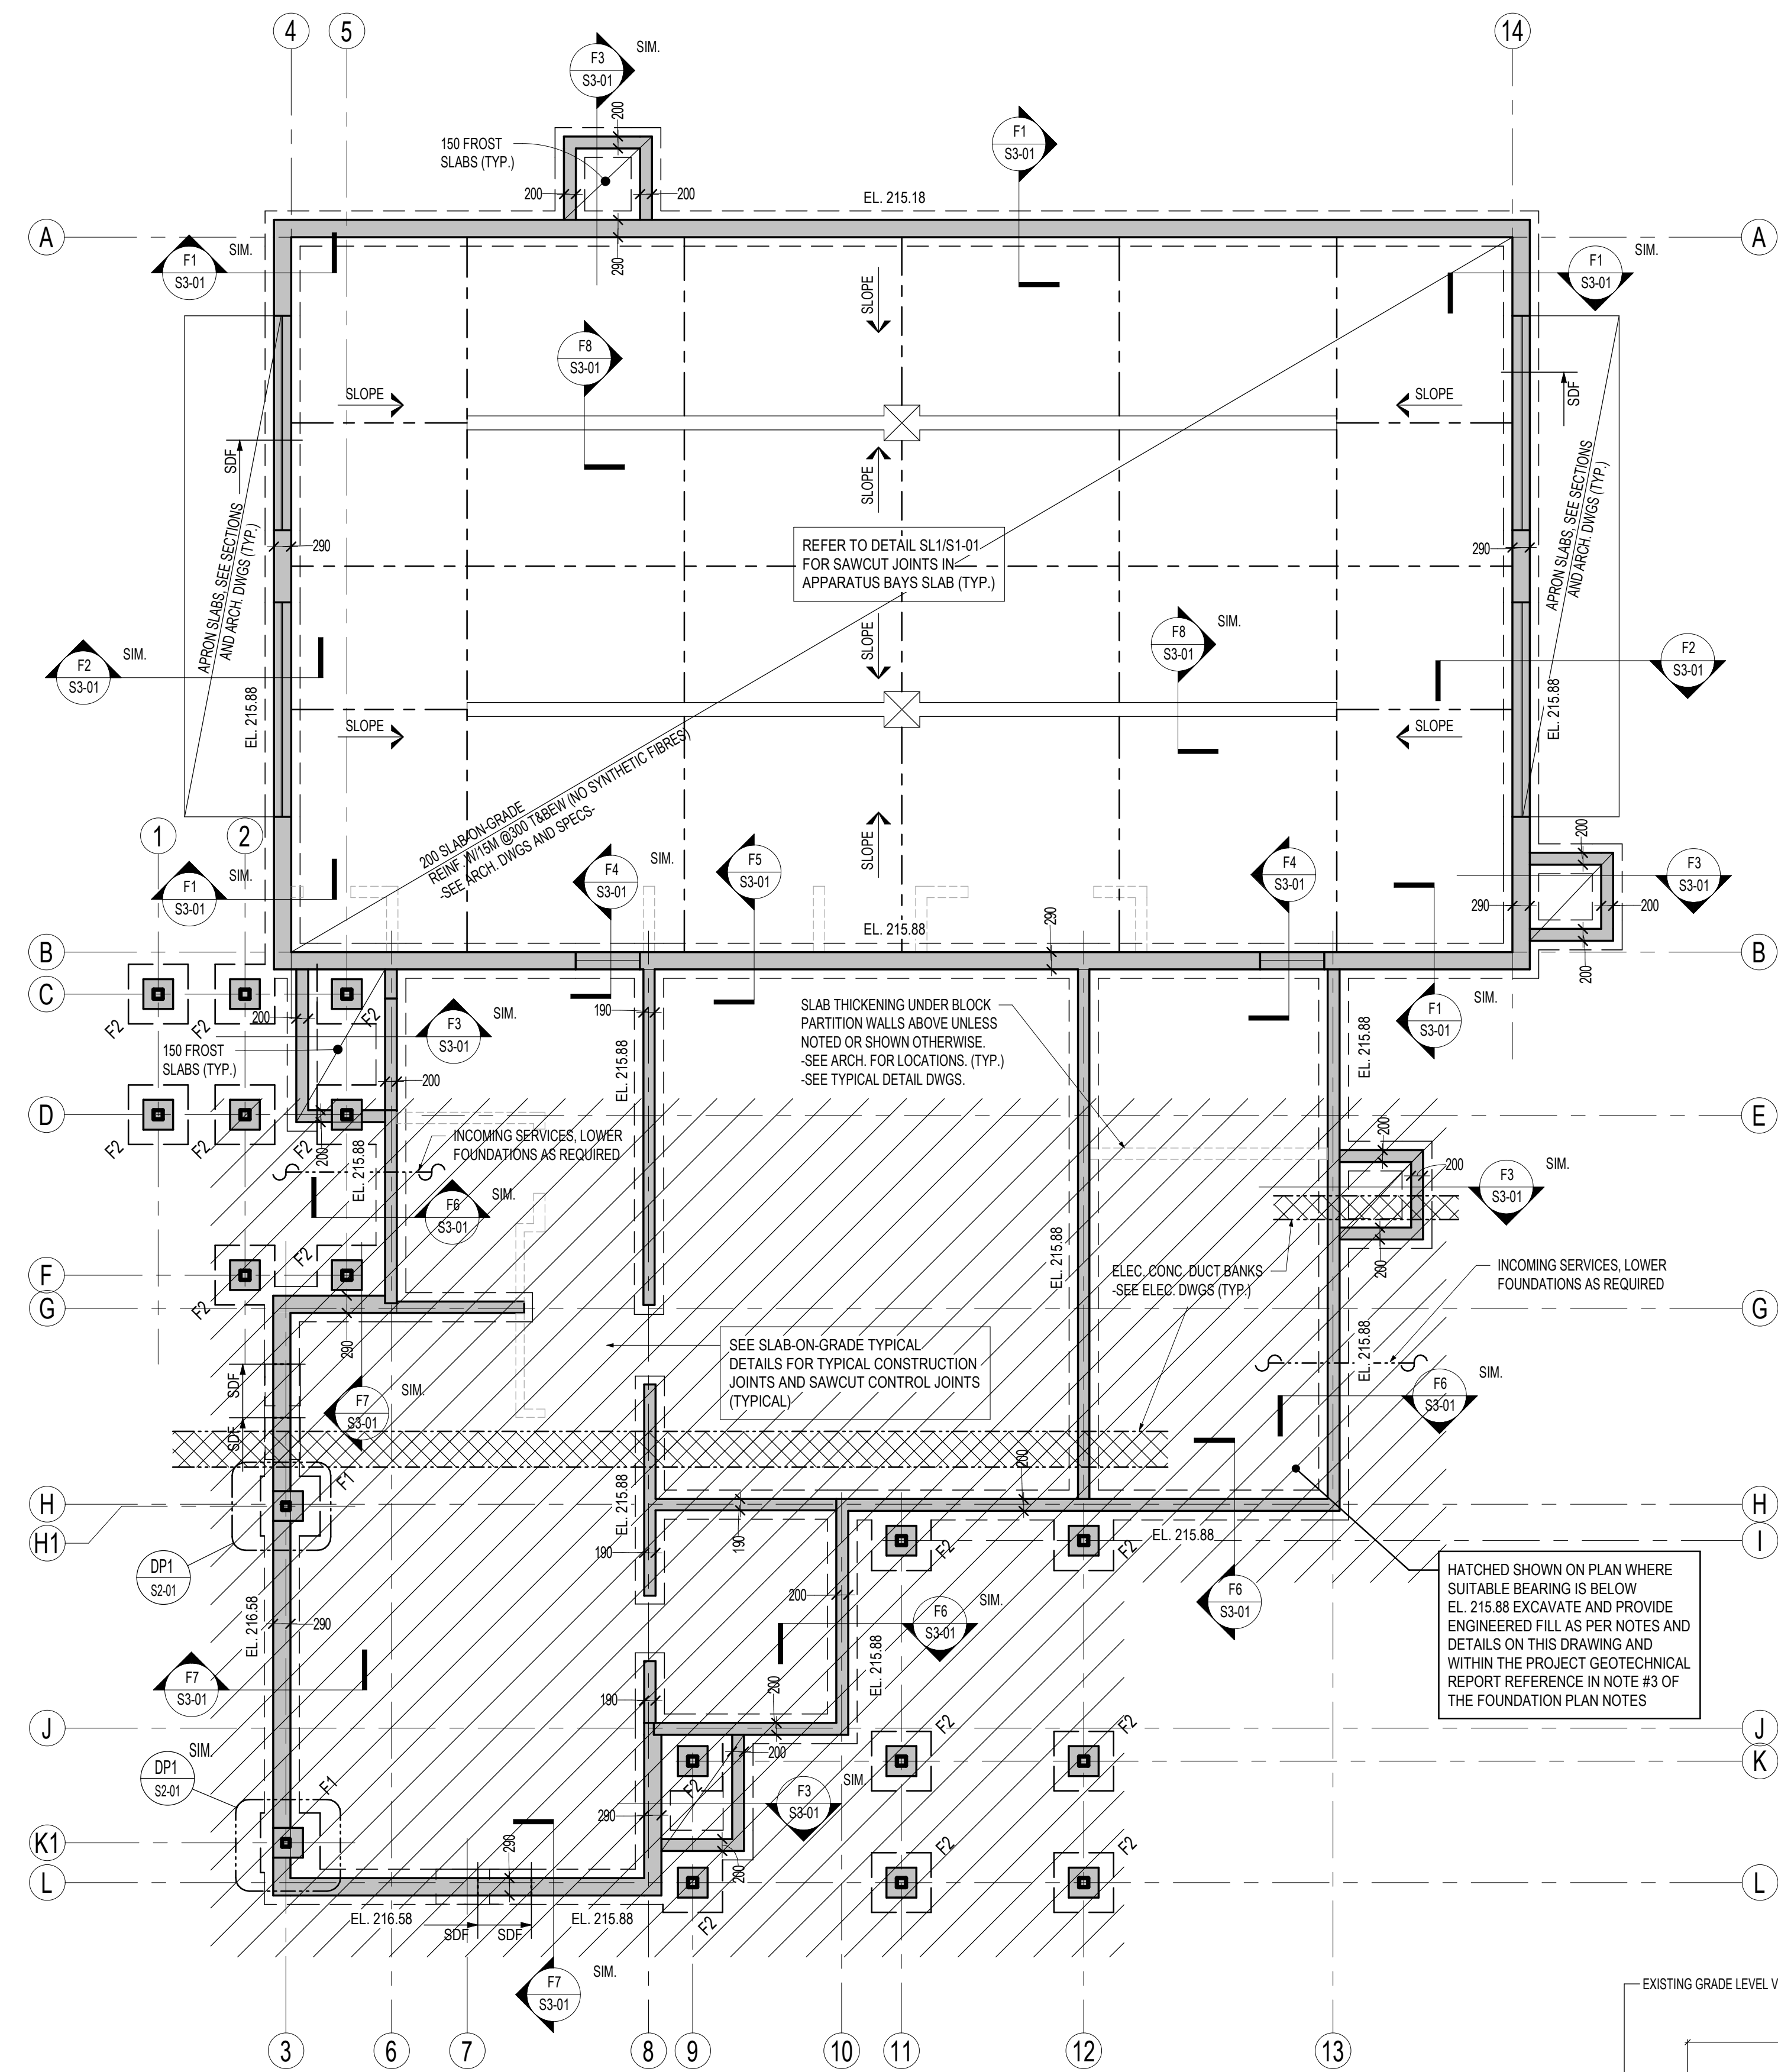 4
5
14
F3
S3-01
SIM.
200
150 FROST
SLABS (TYP.)
200
200
F1
S3-01
EL. 215.18
A
A
F1
S3-01
SIM.
290
290
SLOPE
F1
S3-01
SIM.
F8
S3-01
SLOPE
SLOPE
SDF
SDF
SLOPE
APRON SLABS, SEE SECTIONS
AND ARCH. DWGS (TYP.)
290
REFER TO DETAIL SL1/S1-01
FOR SAWCUT JOINTS IN
APPARATUS BAYS SLAB (TYP.)
290
APRON SLABS, SEE SECTIONS
AND ARCH. DWGS (TYP.)
F2
S3-01
SIM.
SLOPE
F8
S3-01
SIM.
F2
S3-01
EL. 215.88
EL. 215.88
SLOPE
SLOPE
200 SLAB-ON-GRADE
REINF. W/15M @300 T&BEW (NO SYNTHETIC FIBRES)
-SEE ARCH. DWGS AND SPECS-
SLOPE
1
2
F1
S3-01
SIM.
F4
S3-01
SIM.
F5
S3-01
F4
S3-01
200
F3
S3-01
290
200
200
EL. 215.88
290
B
B
C
F2
F2
F2
200
F3
S3-01
SIM.
190
SLAB THICKENING UNDER BLOCK
PARTITION WALLS ABOVE UNLESS
NOTED OR SHOWN OTHERWISE.
-SEE ARCH. FOR LOCATIONS. (TYP.)
-SEE TYPICAL DETAIL DWGS.
F1
S3-01
SIM.
150 FROST
SLABS (TYP.)
200
EL. 215.88
EL. 215.88
D
E
F2
F2
F2
200
INCOMING SERVICES, LOWER
FOUNDATIONS AS REQUIRED
EL. 215.88
200
200
F3
S3-01
SIM.
F6
S3-01
SIM.
EL. 215.88
200
F
F2
F2
ELEC. CONC. DUCT BANKS
-SEE ELEC. DWGS (TYP.)
INCOMING SERVICES, LOWER
FOUNDATIONS AS REQUIRED
G
G
290
SEE SLAB-ON-GRADE TYPICAL
DETAILS FOR TYPICAL CONSTRUCTION
JOINTS AND SAWCUT CONTROL JOINTS
(TYPICAL)
EL. 215.88
SDF
SDF
F7
S3-01
SIM.
F6
S3-01
SIM.
F1
EL. 215.88
200
H
H
H1
I
190
190
F2
F2
EL. 215.88
DP1
S2-01
200
F6
S3-01
SIM.
F6
S3-01
HATCHED SHOWN ON PLAN WHERE
SUITABLE BEARING IS BELOW
EL. 215.88 EXCAVATE AND PROVIDE
ENGINEERED FILL AS PER NOTES AND
DETAILS ON THIS DRAWING AND
WITHIN THE PROJECT GEOTECHNICAL
REPORT REFERENCE IN NOTE #3 OF
THE FOUNDATION PLAN NOTES
EL. 216.58
290
EL. 215.88
F7
S3-01
190
200
J
J
F2
F2
200
K
DP1
S2-01
SIM.
F1
F2
F3
S3-01
SIM.
290
K1
290
200
F2
F2
L
L
F2
EL. 216.58
SDF
SDF
EL. 215.88
F7
S3-01
SIM.
EXISTING GRADE LEVEL V
3
6
7
8
9
10
11
12
13